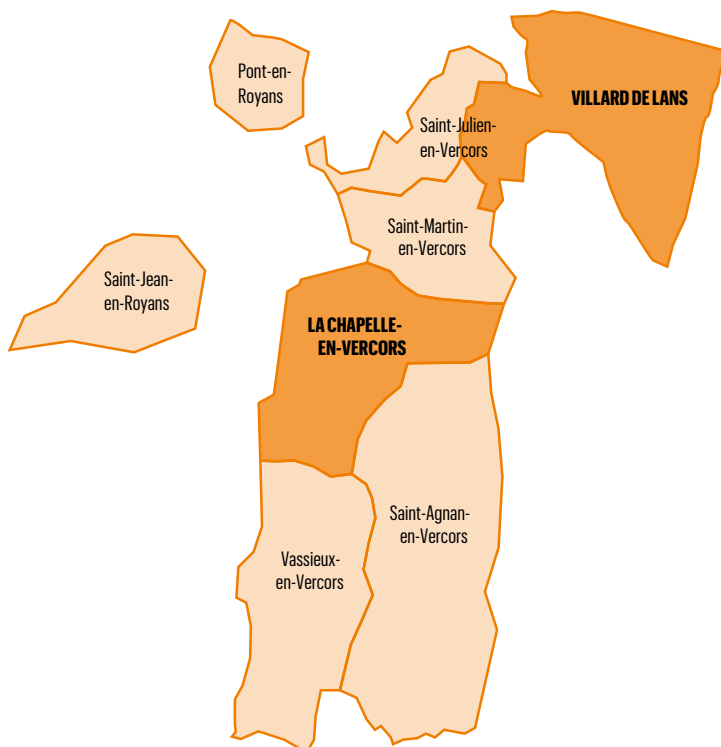 Pont-en-
Royans
VILLARD DE LANS
Saint-Julien-
en-Vercors
Saint-Martin-
en-Vercors
Saint-Jean-
en-Royans
LA CHAPELLE-
EN-VERCORS
Saint-Agnan-
en-Vercors
Vassieux-
en-Vercors